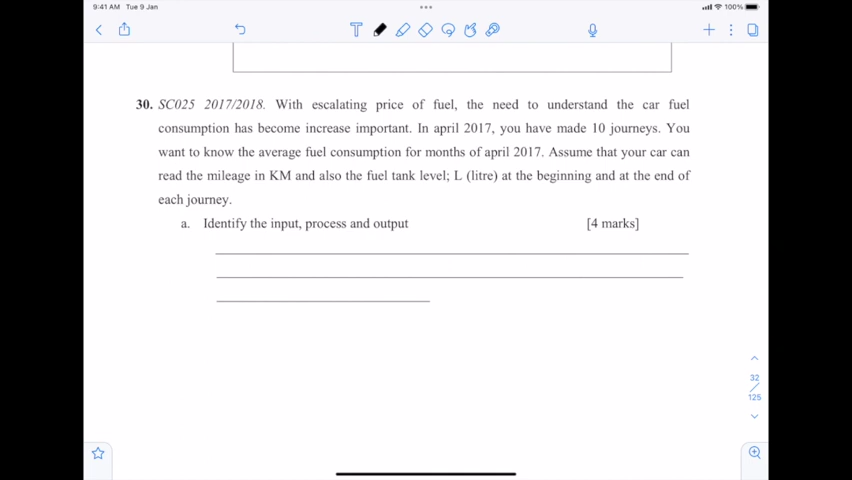 9:41 AM Tue 9 Jan
100%
T
30. SC025 2017/2018. With escalating price of fuel, the need to understand the car fuel
consumption has become increase important. In april 2017, you have made 10 journeys. You
want to know the average fuel consumption for months of april 2017. Assume that your car can
read the mileage in KM and also the fuel tank level; L (litre) at the beginning and at the end of
each journey.
a. Identify the input, process and output [4 marks]
32
125